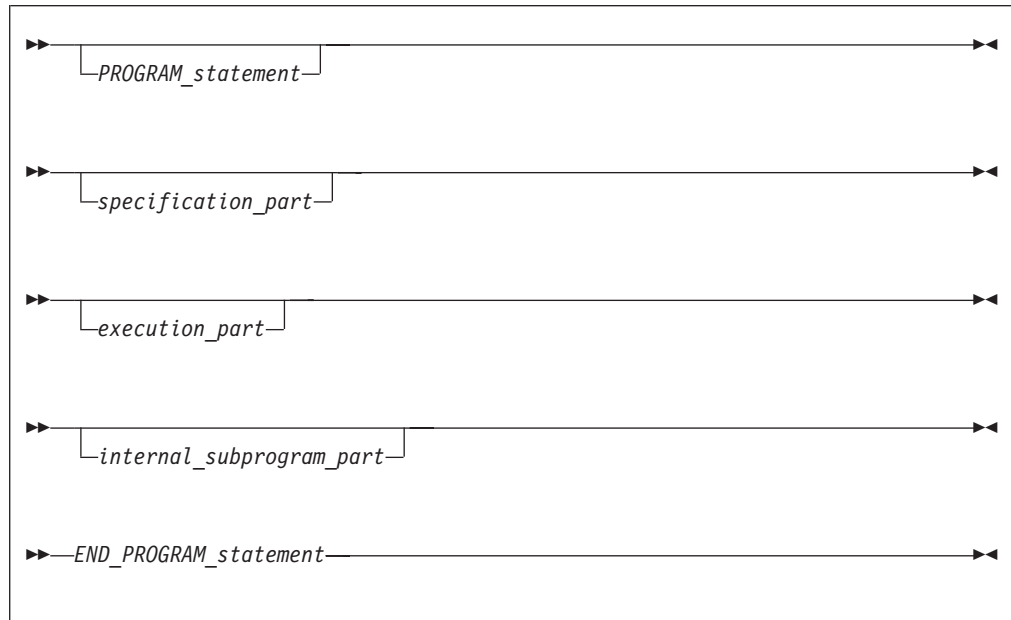 PROGRAM_statement
specification_part
execution_part
internal_subprogram_part
END_PROGRAM_statement